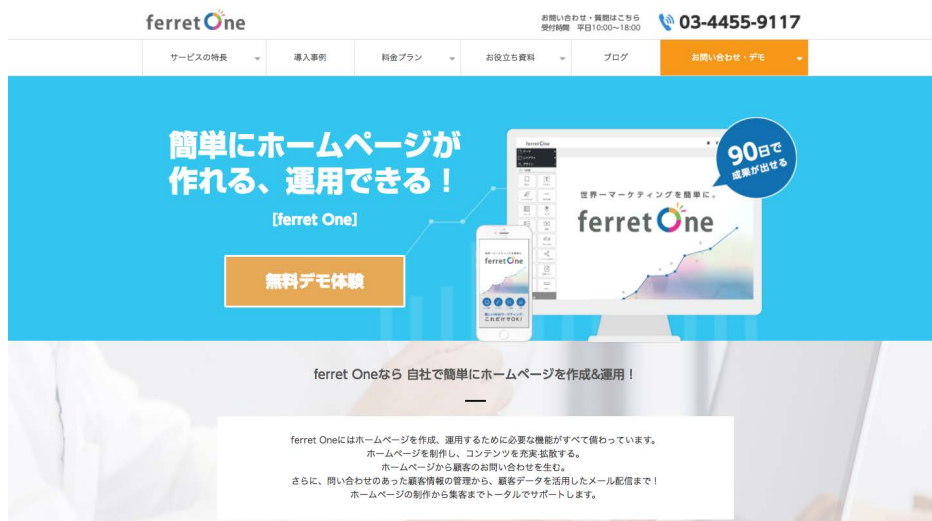 ferret One
お問い合わせ・質問はこちら
受付時間 平日10:00〜18:00
03-4455-9117
サービスの特長
導入事例
料金プラン
お役立ち資料
ブログ
お問い合わせ・デモ
簡単にホームページが
作れる、運用できる！
[ferret One]
無料デモ体験
90日で
成果が出せる
ferret One
世界一マーケティングを簡単に。
ferret One
ferret One
これだけでOK!
ferret Oneなら 自社で簡単にホームページを作成&運用！
ferret Oneにはホームページを作成、運用するために必要な機能がすべて備わっています。
ホームページを制作し、コンテンツを充実·拡散する。
ホームページから顧客のお問い合わせを生む。
さらに、問い合わせのあった顧客情報の管理から、顧客データを活用したメール配信まで！
ホームページの制作から集客までトータルでサポートします。